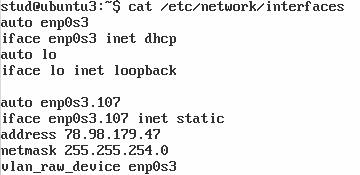 stud@ubuntu3:~$ cat /etc/network/interfaces
auto enp0s3
iface enp0s3 inet dhcp
auto lo
iface lo inet loopback
auto enp0s3.107
iface enp0s3.107 inet static
address 78.98.179.47
netmask 255.255.254.0
vlan_raw_device enp0s3